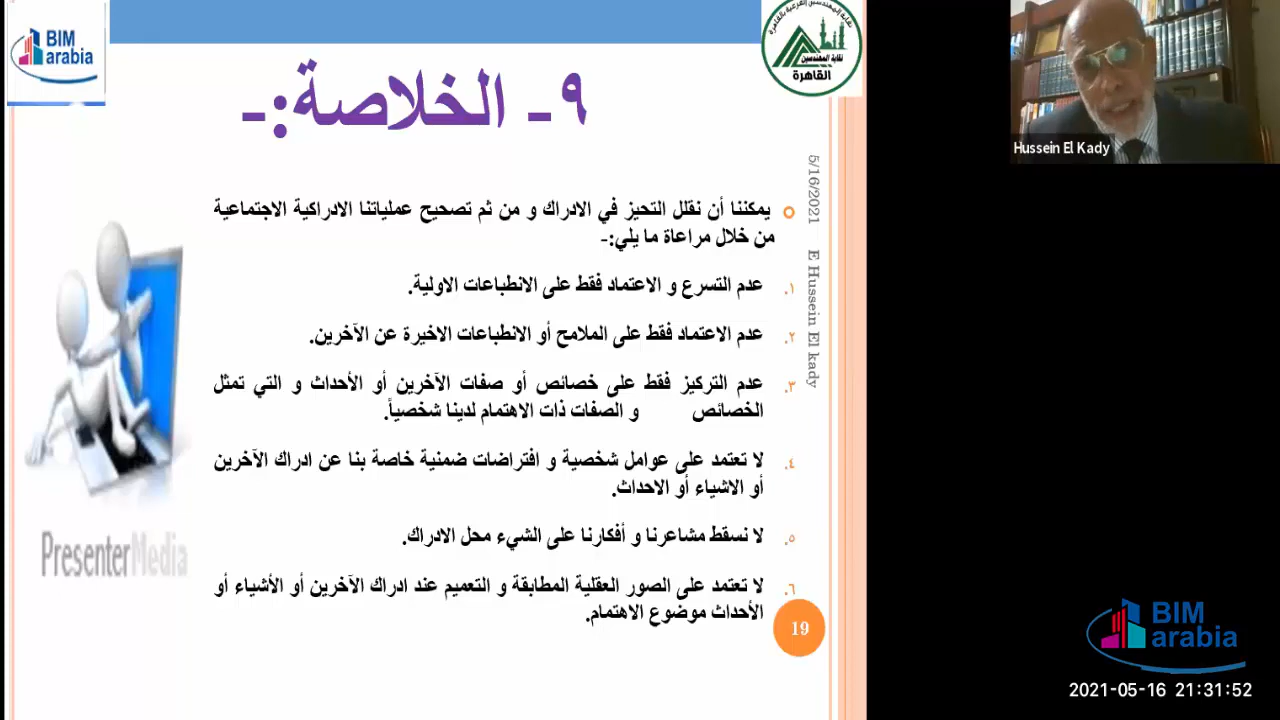 BIM
arabia
نقابة المهندسين الفرعية بالقاهرة
نقابة المهندسين
القاهرة
٩- الخلاصة:-
يمكننا أن نقلل التحيز في الادراك و من ثم تصحيح عملياتنا الادراكية الاجتماعية
من خلال مراعاة ما يلي:-
١. عدم التسرع و الاعتماد فقط على الانطباعات الاولية.
٢. عدم الاعتماد فقط على الملامح أو الانطباعات الاخيرة عن الآخرين.
٣. عدم التركيز فقط على خصائص أو صفات الآخرين أو الأحداث و التي تمثل
الخصائص و الصفات ذات الاهتمام لدينا شخصياً.
٤. لا تعتمد على عوامل شخصية و افتراضات ضمنية خاصة بنا عن ادراك الآخرين
أو الاشياء أو الاحداث.
٥. لا نسقط مشاعرنا و أفكارنا على الشيء محل الادراك.
٦. لا تعتمد على الصور العقلية المطابقة و التعميم عند ادراك الآخرين أو الأشياء أو
الأحداث موضوع الاهتمام.
19
5/16/2021
E Hussein El kady
PresenterMedia
Hussein El Kady
BIM
arabia
2021-05-16 21:31:52